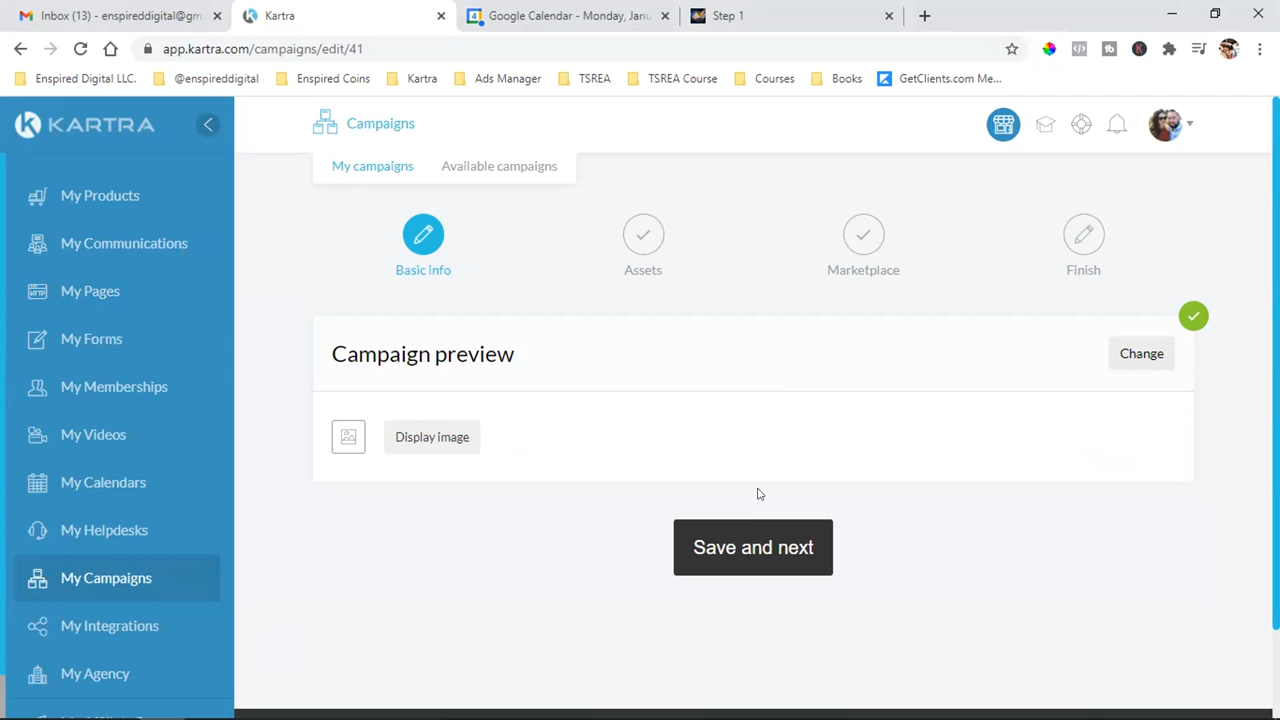 Inbox (13) - enspireddigital@gm
Kartra
Google Calendar - Monday, Janu
Step 1
app.kartra.com/campaigns/edit/41
Enspired Digital LLC.
@enspireddigital
Enspired Coins
Kartra
Ads Manager
TSREA
TSREA Course
Courses
Books
GetClients.com Me...
KARTRA
Campaigns
My campaigns
Available campaigns
My Products
My Communications
My Pages
My Forms
My Memberships
My Videos
My Calendars
My Helpdesks
My Campaigns
My Integrations
My Agency
Basic info
Assets
Marketplace
Finish
Campaign preview
Change
Display image
Save and next